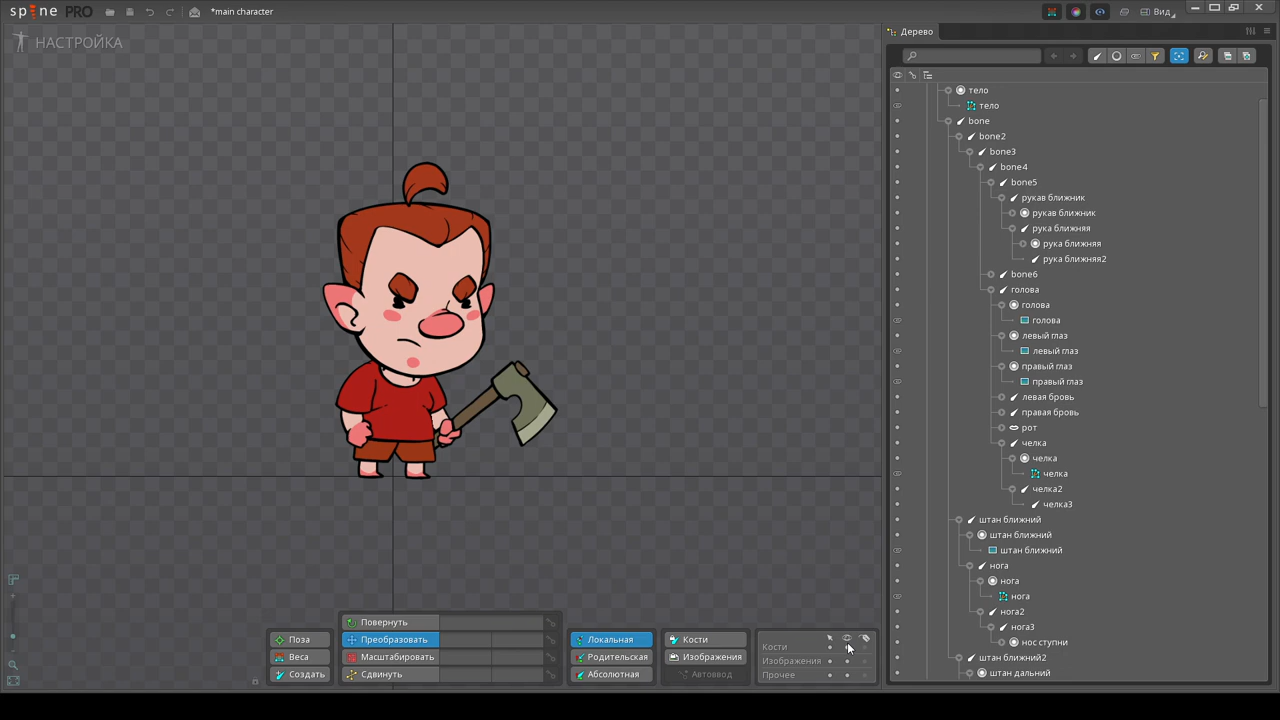 spine PRO
*main character
Вид
НАСТРОЙКА
Дерево
тело
тело
bone
bone2
bone3
bone4
bone5
рукав ближник
рукав ближник
рука ближняя
рука ближняя
рука ближняя2
bone6
голова
голова
голова
левый глаз
левый глаз
правый глаз
правый глаз
левая бровь
правая бровь
рот
челка
челка
челка
челка2
челка3
штан ближний
штан ближний
штан ближний
нога
нога
нога
нога2
нога3
нос ступни
штан ближний2
штан дальний
Поза
Веса
Создать
Повернуть
Преобразовать
Масштабировать
Сдвинуть
Локальная
Родительская
Абсолютная
Кости
Изображения
Автоввод
Кости
Изображения
Прочее